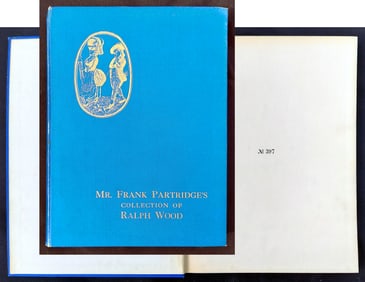 MR. FRANK PARTRIDGE'S
COLLECTION OF
RALPH WOOD
№ 397